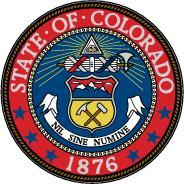 STATE · OF · COLORADO
NIL SINE NUMINE
1876